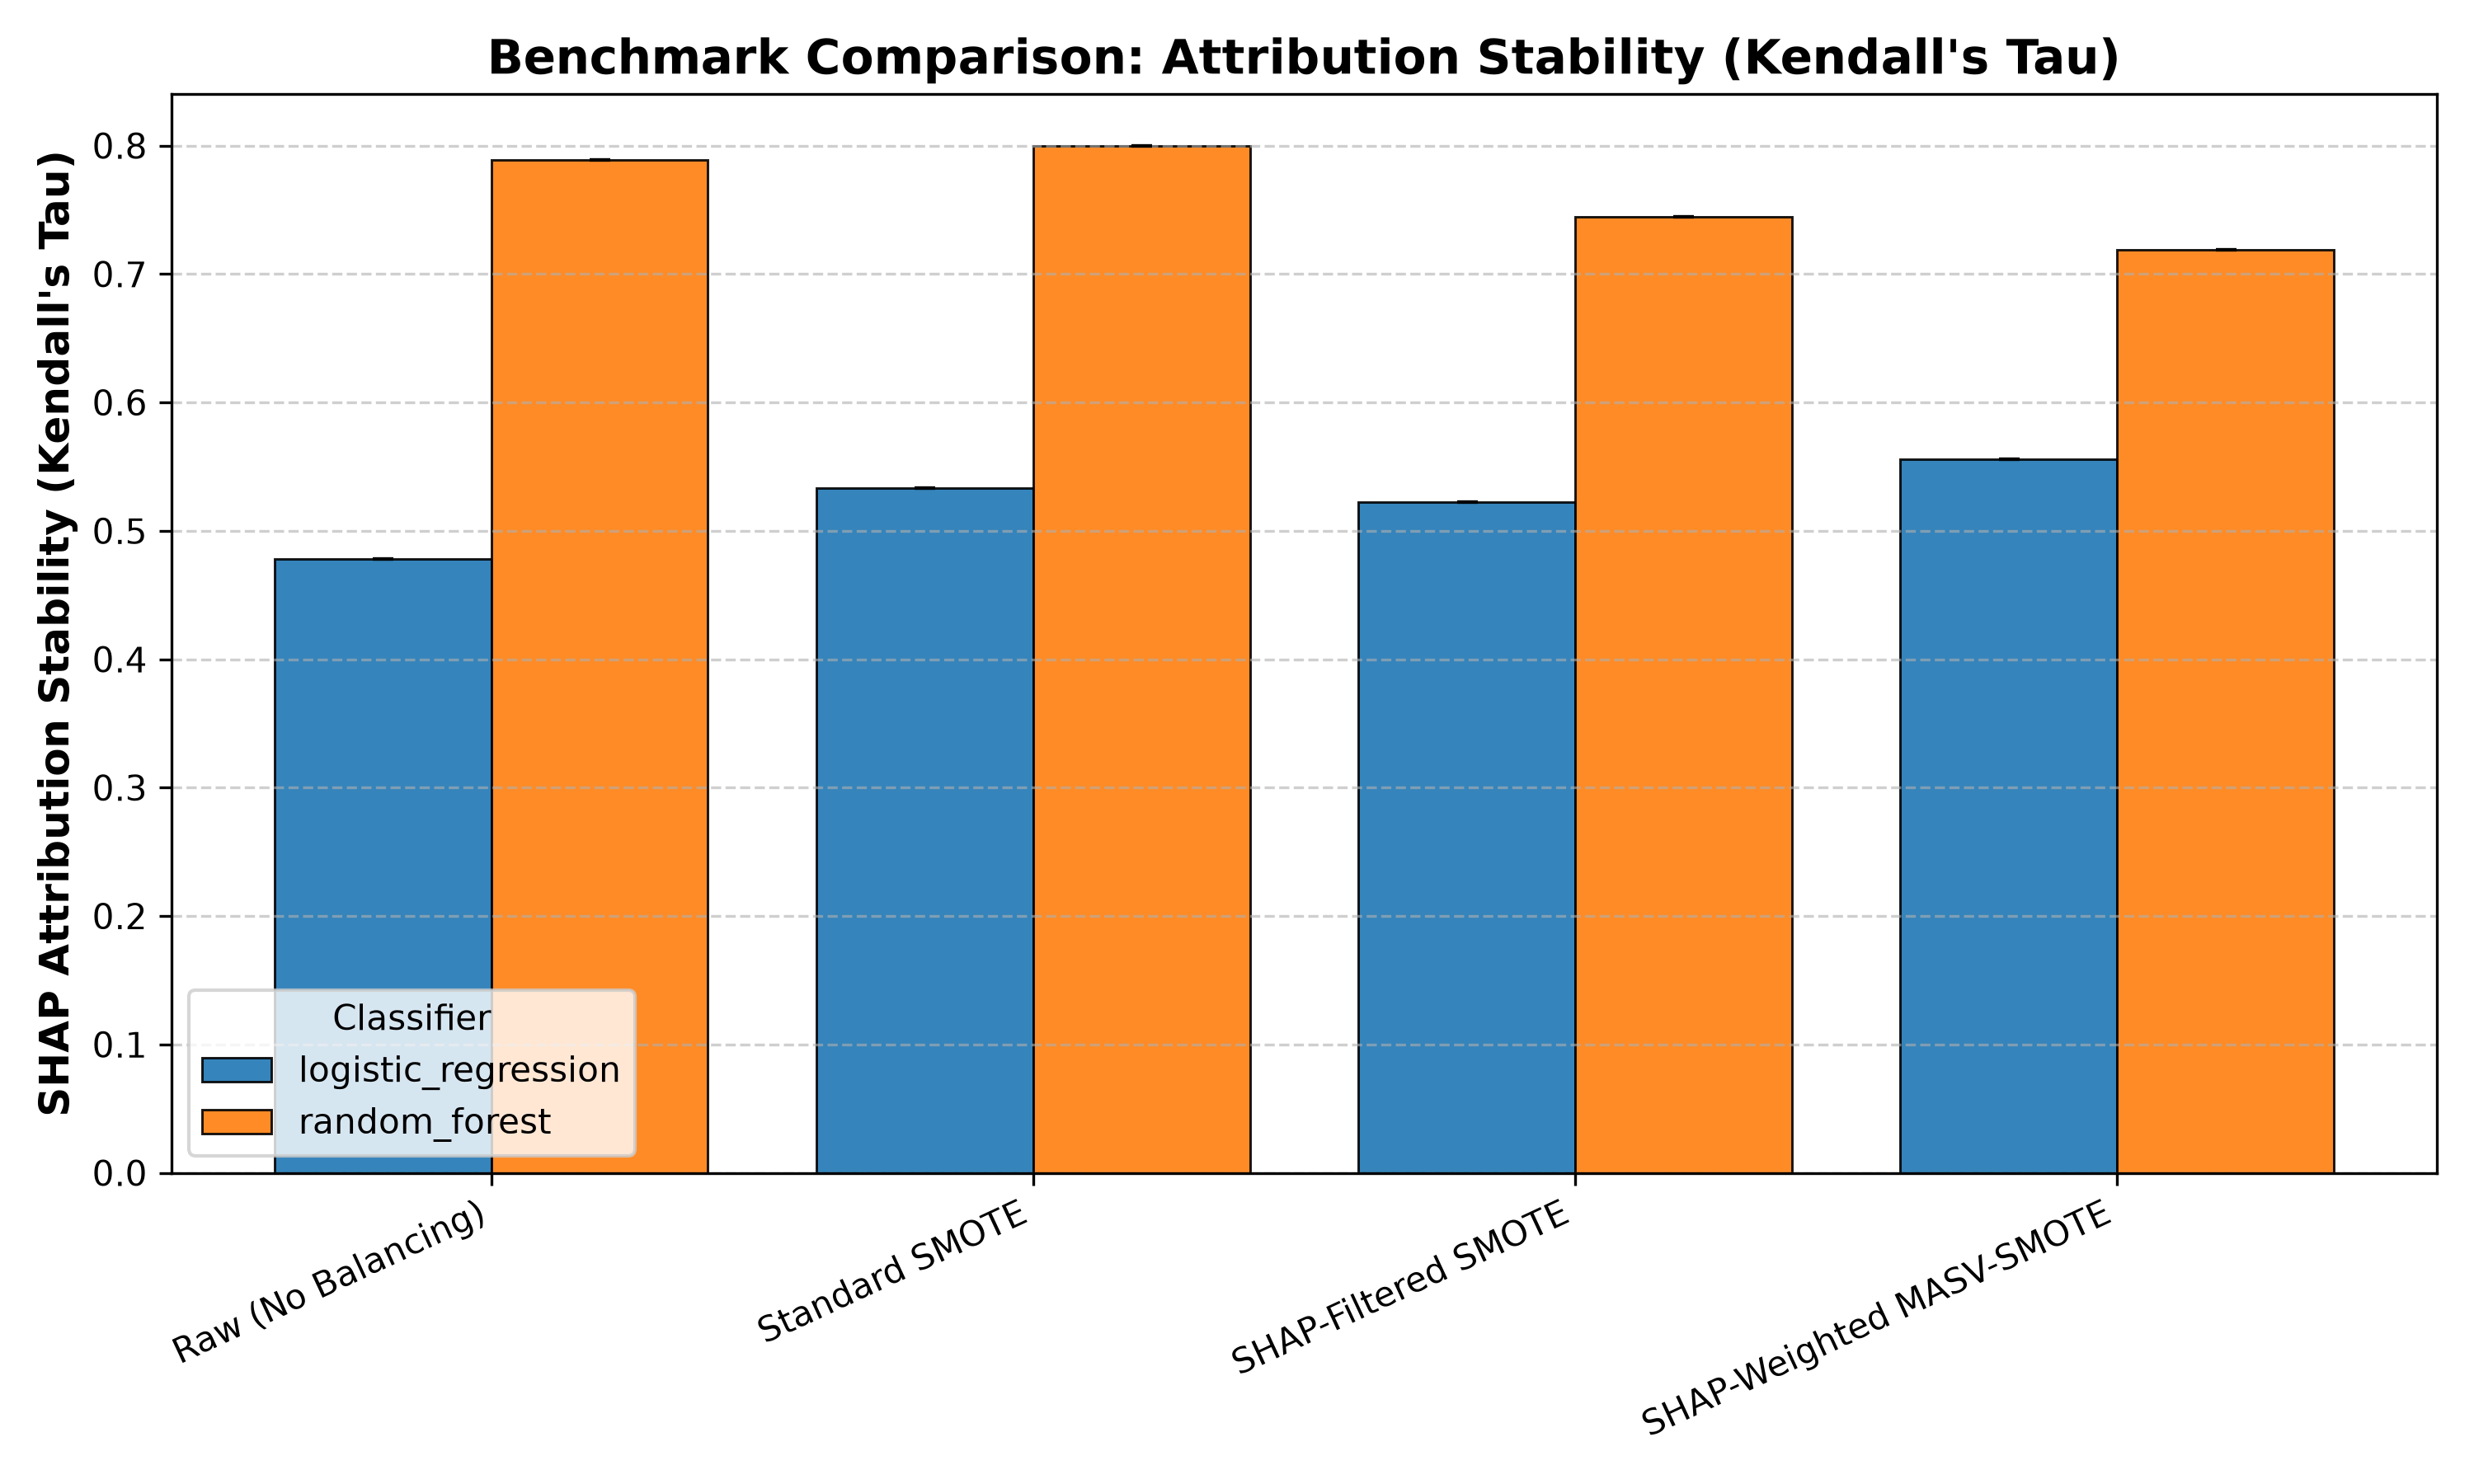 Benchmark Comparison: Attribution Stability (Kendall's Tau)
SHAP Attribution Stability (Kendall's Tau)
0.8
0.7
0.6
0.5
0.4
0.3
0.2
0.1
0.0
Classifier
logistic_regression
random_forest
Raw (No Balancing)
Standard SMOTE
SHAP-Filtered SMOTE
SHAP-Weighted MASV-SMOTE